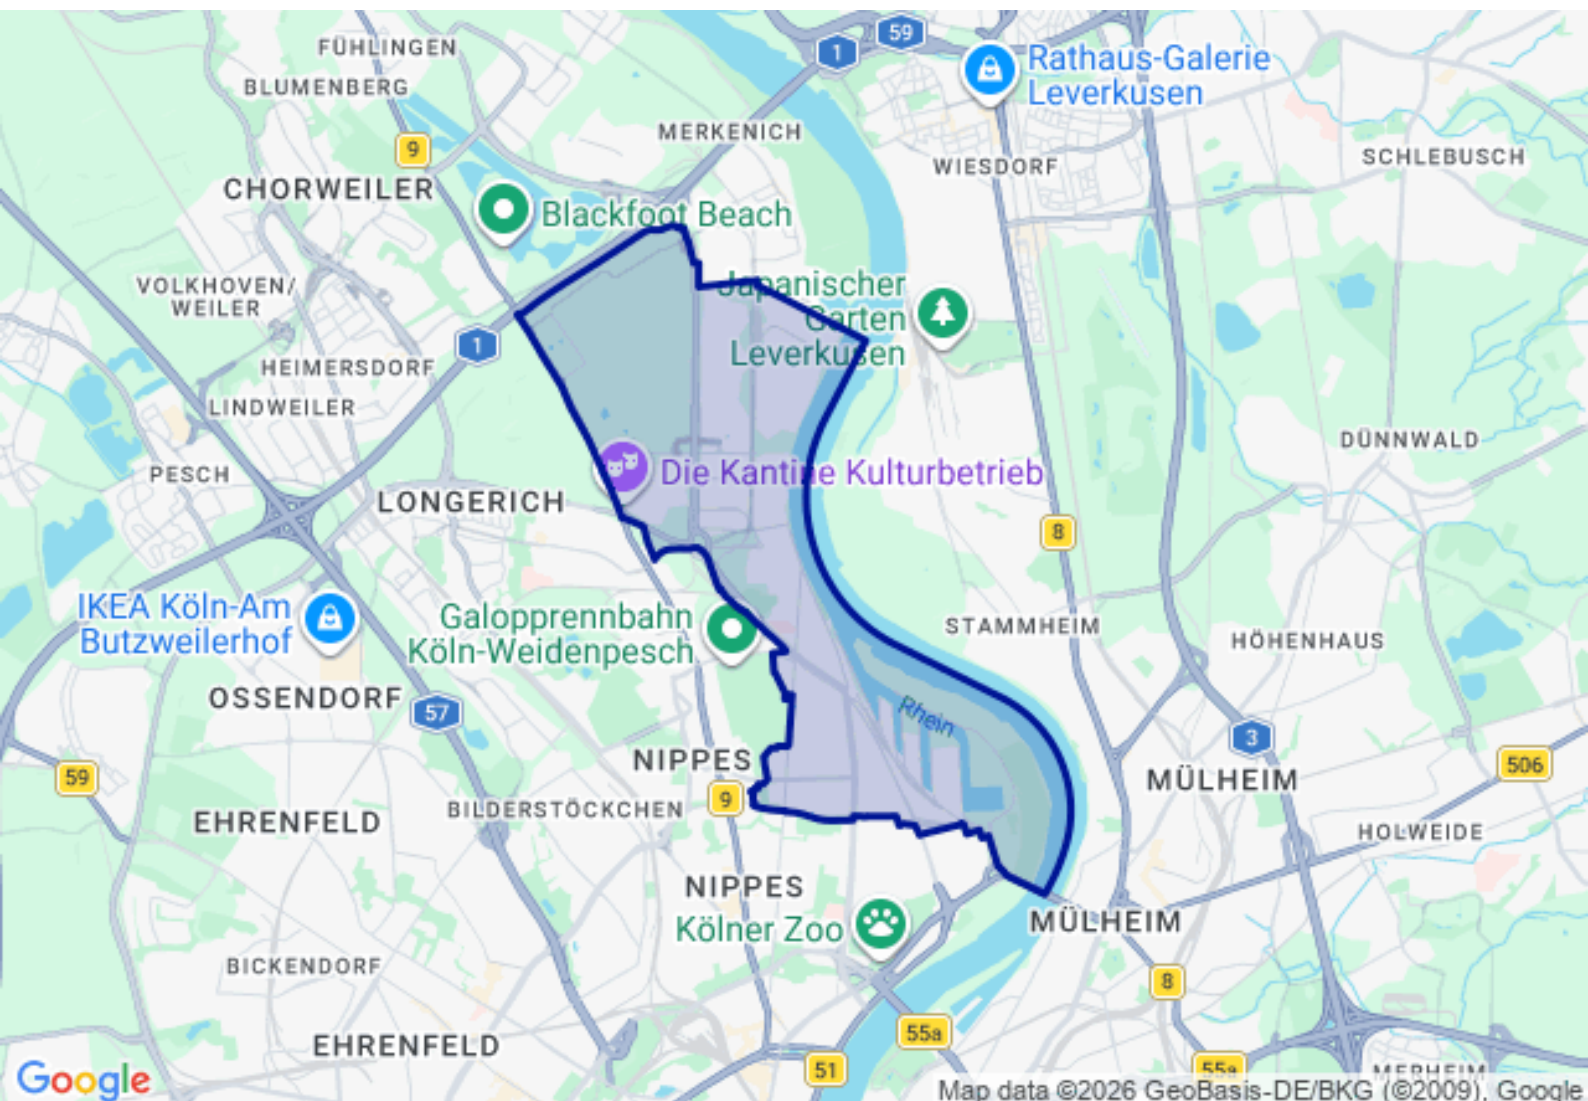 59
1
FÜHLINGEN
Rathaus-Galerie
Leverkusen
BLUMENBERG
MERKENICH
9
WIESDORF
SCHLEBUSCH
CHORWEILER
Blackfoot Beach
VOLKHOVEN/
WEILER
Japanischer
Garten
Leverkusen
1
HEIMERSDORF
LINDWEILER
DÜNNWALD
PESCH
Die Kantine Kulturbetrieb
LONGERICH
8
IKEA Köln-Am
Butzweilerhof
Galopprennbahn
Köln-Weidenpesch
STAMMHEIM
HÖHENHAUS
OSSENDORF
57
Rhein
3
NIPPES
506
59
MÜLHEIM
9
BILDERSTÖCKCHEN
EHRENFELD
HOLWEIDE
NIPPES
Kölner Zoo
MÜLHEIM
BICKENDORF
8
55a
EHRENFELD
51
55a
MERHEIM
Google
Map data ©2026 GeoBasis-DE/BKG (©2009), Google